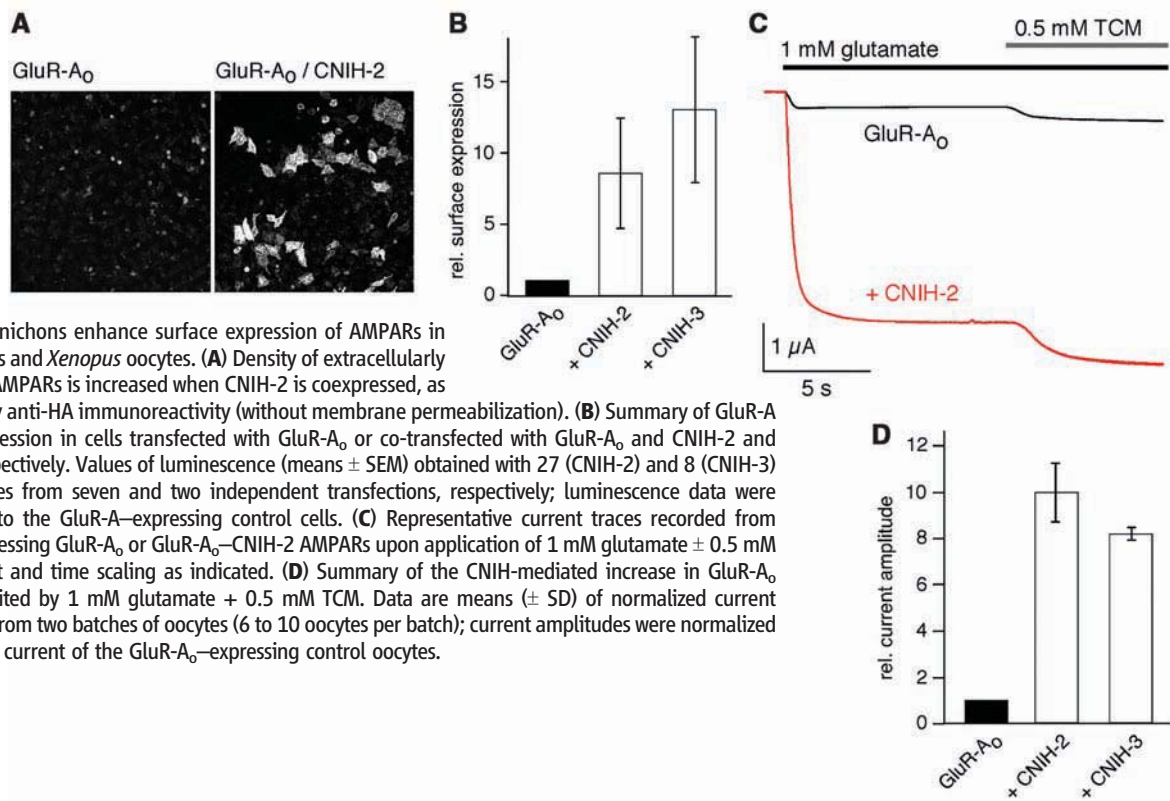 A
GluR-Ao
GluR-Ao / CNIH-2
B
rel. surface expression
15
10
5
0
GluR-Ao
+ CNIH-2
+ CNIH-3
C
0.5 mM TCM
1 mM glutamate
GluR-Ao
+ CNIH-2
1 µA
5 s
nichons enhance surface expression of AMPARs in
s and Xenopus oocytes. (A) Density of extracellularly
AMPARs is increased when CNIH-2 is coexpressed, as
y anti-HA immunoreactivity (without membrane permeabilization). (B) Summary of GluR-A
ression in cells transfected with GluR-Ao or co-transfected with GluR-Ao and CNIH-2 and
pectively. Values of luminescence (means ± SEM) obtained with 27 (CNIH-2) and 8 (CNIH-3)
es from seven and two independent transfections, respectively; luminescence data were
to the GluR-A–expressing control cells. (C) Representative current traces recorded from
essing GluR-Ao or GluR-Ao–CNIH-2 AMPARs upon application of 1 mM glutamate ± 0.5 mM
t and time scaling as indicated. (D) Summary of the CNIH-mediated increase in GluR-Ao
ited by 1 mM glutamate + 0.5 mM TCM. Data are means (± SD) of normalized current
from two batches of oocytes (6 to 10 oocytes per batch); current amplitudes were normalized
current of the GluR-Ao–expressing control oocytes.
D
rel. current amplitude
12
10
8
6
4
2
0
GluR-Ao
+ CNIH-2
+ CNIH-3